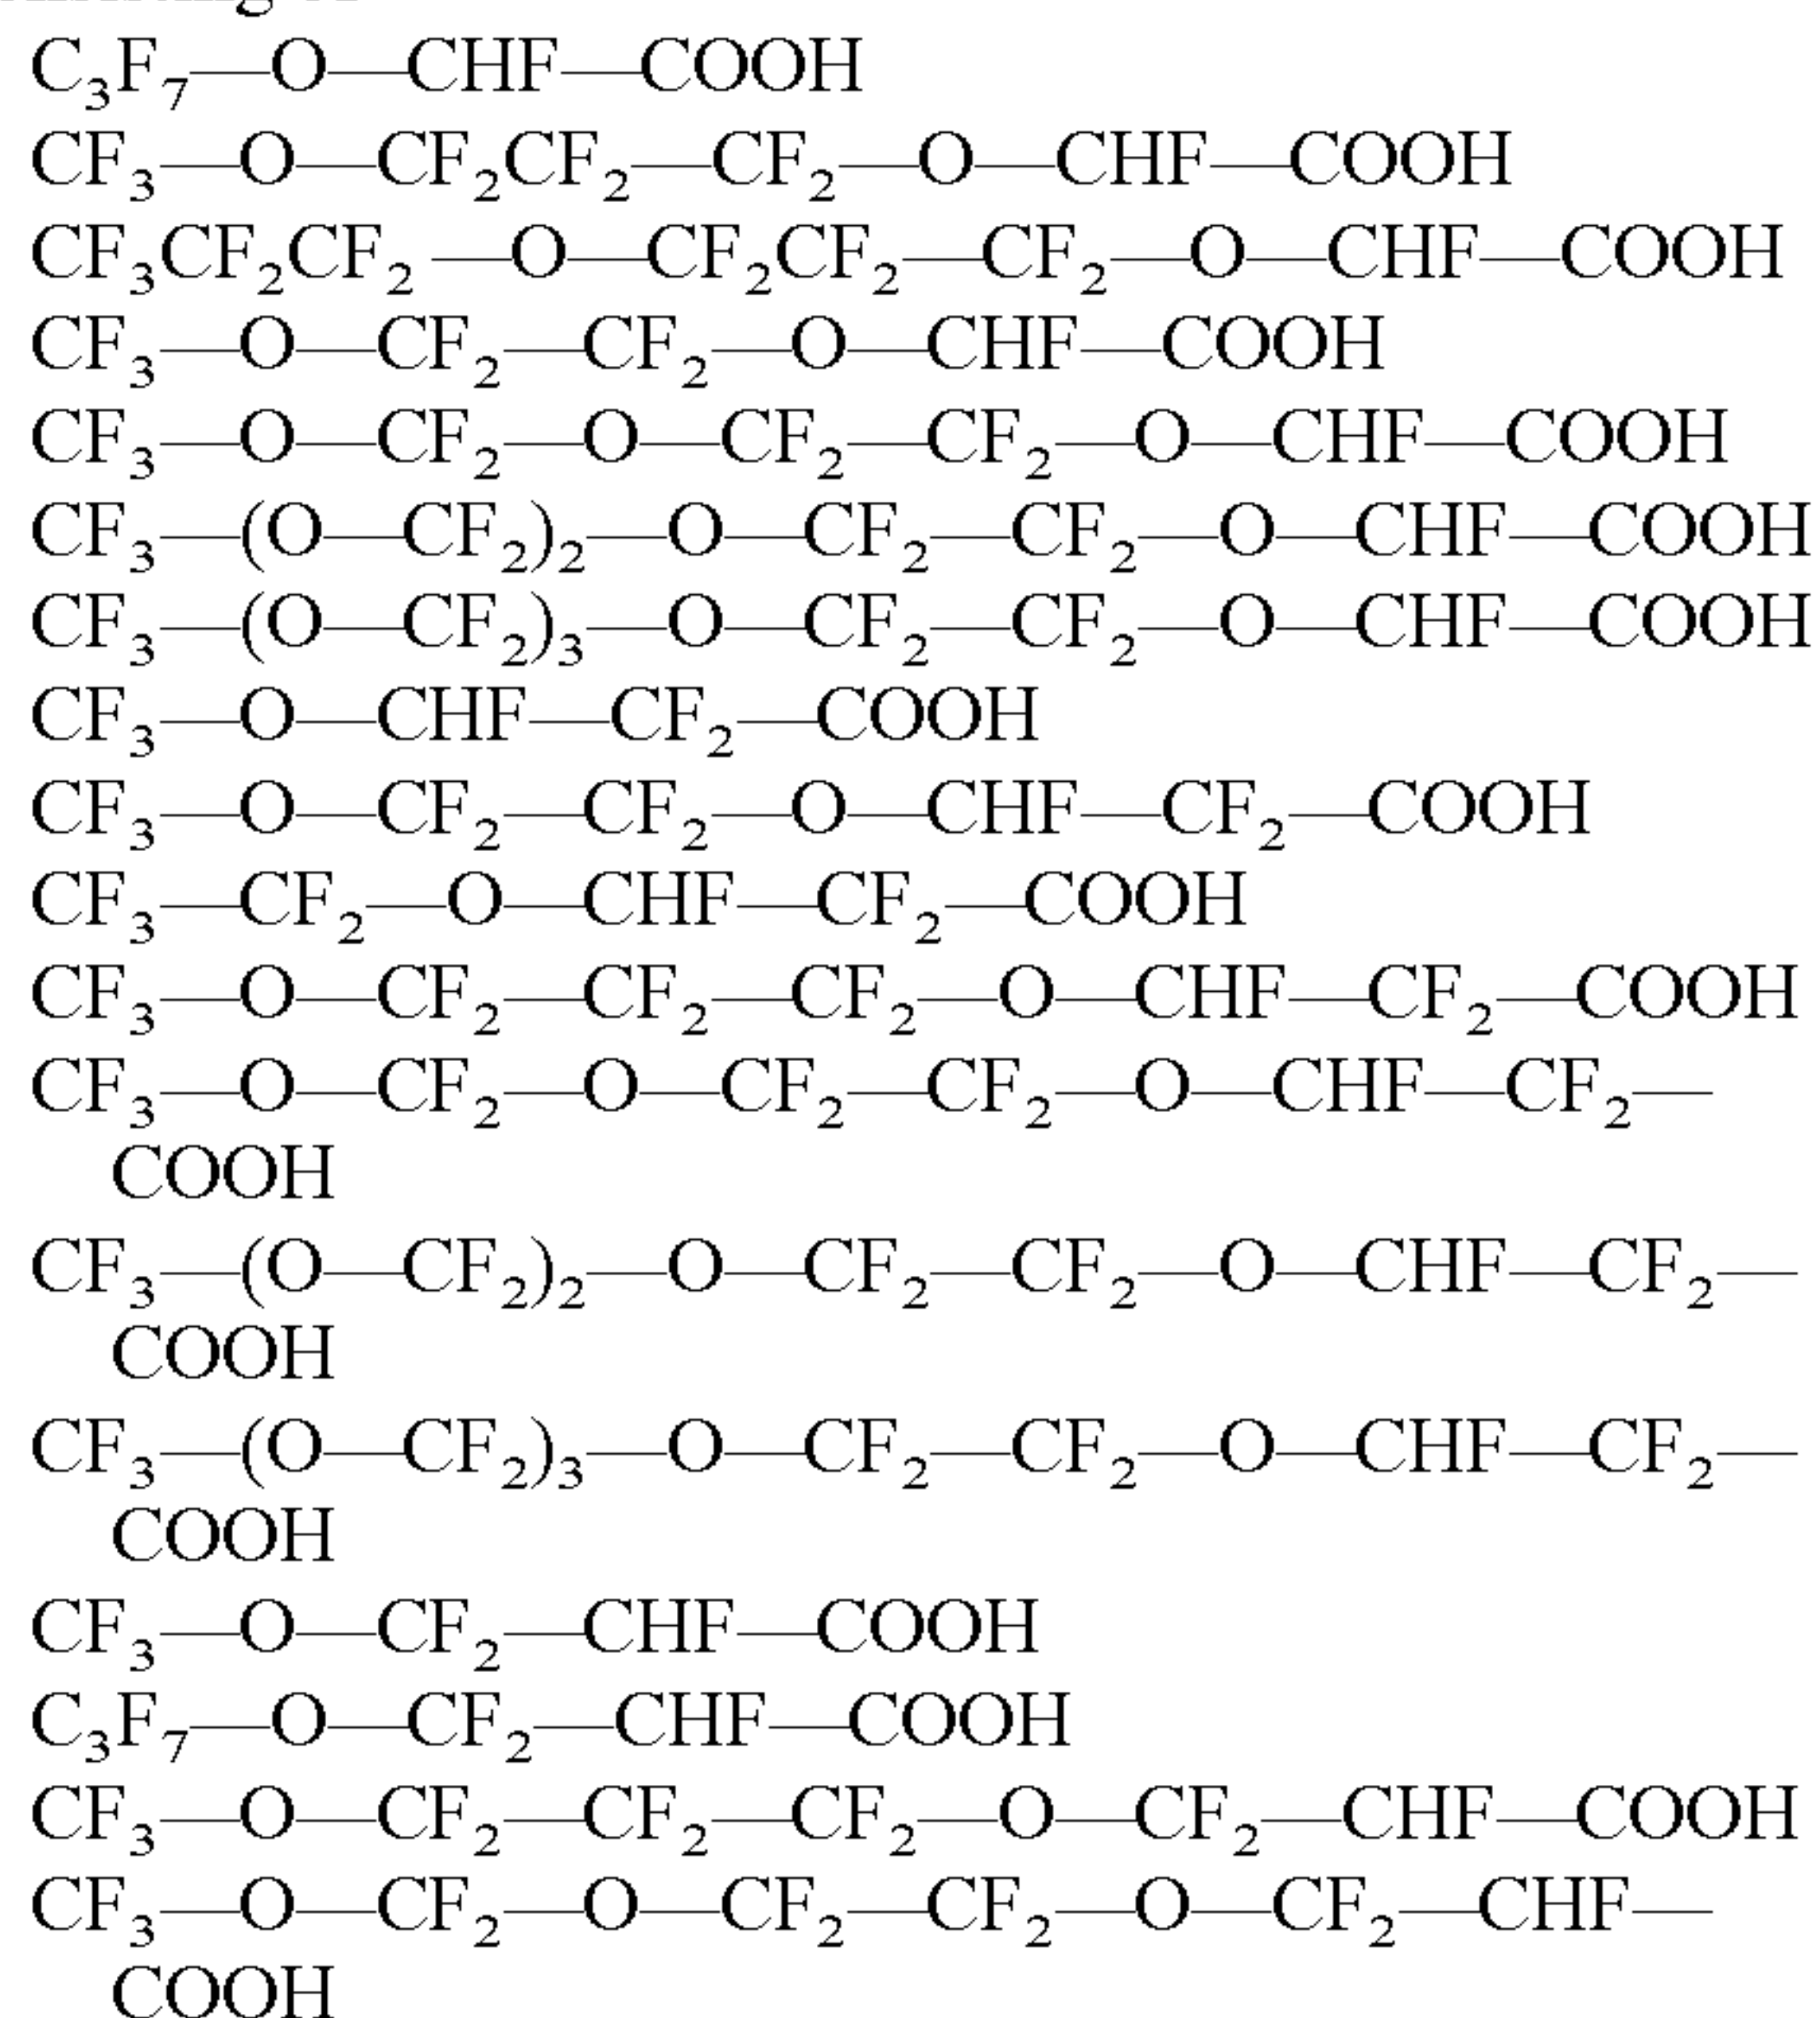 C₃F₇—O—CHF—COOH
CF₃—O—CF₂CF₂—CF₂—O—CHF—COOH
CF₃CF₂CF₂—O—CF₂CF₂—CF₂—O—CHF—COOH
CF₃—O—CF₂—CF₂—O—CHF—COOH
CF₃—O—CF₂—O—CF₂—CF₂—O—CHF—COOH
CF₃—(O—CF₂)₂—O—CF₂—CF₂—O—CHF—COOH
CF₃—(O—CF₂)₃—O—CF₂—CF₂—O—CHF—COOH
CF₃—O—CHF—CF₂—COOH
CF₃—O—CF₂—CF₂—O—CHF—CF₂—COOH
CF₃—CF₂—O—CHF—CF₂—COOH
CF₃—O—CF₂—CF₂—CF₂—O—CHF—CF₂—COOH
CF₃—O—CF₂—O—CF₂—CF₂—O—CHF—CF₂—
COOH
CF₃—(O—CF₂)₂—O—CF₂—CF₂—O—CHF—CF₂—
COOH
CF₃—(O—CF₂)₃—O—CF₂—CF₂—O—CHF—CF₂—
COOH
CF₃—O—CF₂—CHF—COOH
C₃F₇—O—CF₂—CHF—COOH
CF₃—O—CF₂—CF₂—CF₂—O—CF₂—CHF—COOH
CF₃—O—CF₂—O—CF₂—CF₂—O—CF₂—CHF—
COOH